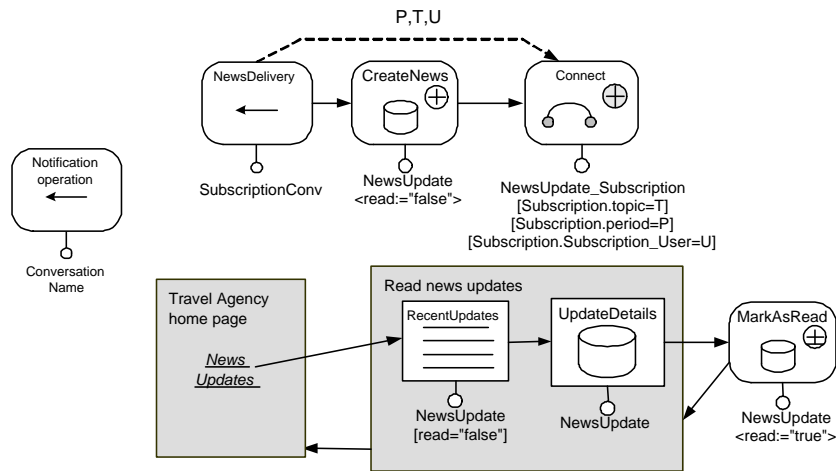 P,T,U
NewsDelivery
CreateNews
Connect
SubscriptionConv
NewsUpdate
<read:="false">
NewsUpdate_Subscription
[Subscription.topic=T]
[Subscription.period=P]
[Subscription.Subscription_User=U]
Notification
operation
Conversation
Name
Travel Agency
home page
News
Updates
Read news updates
RecentUpdates
UpdateDetails
MarkAsRead
NewsUpdate
[read="false"]
NewsUpdate
NewsUpdate
<read:="true">